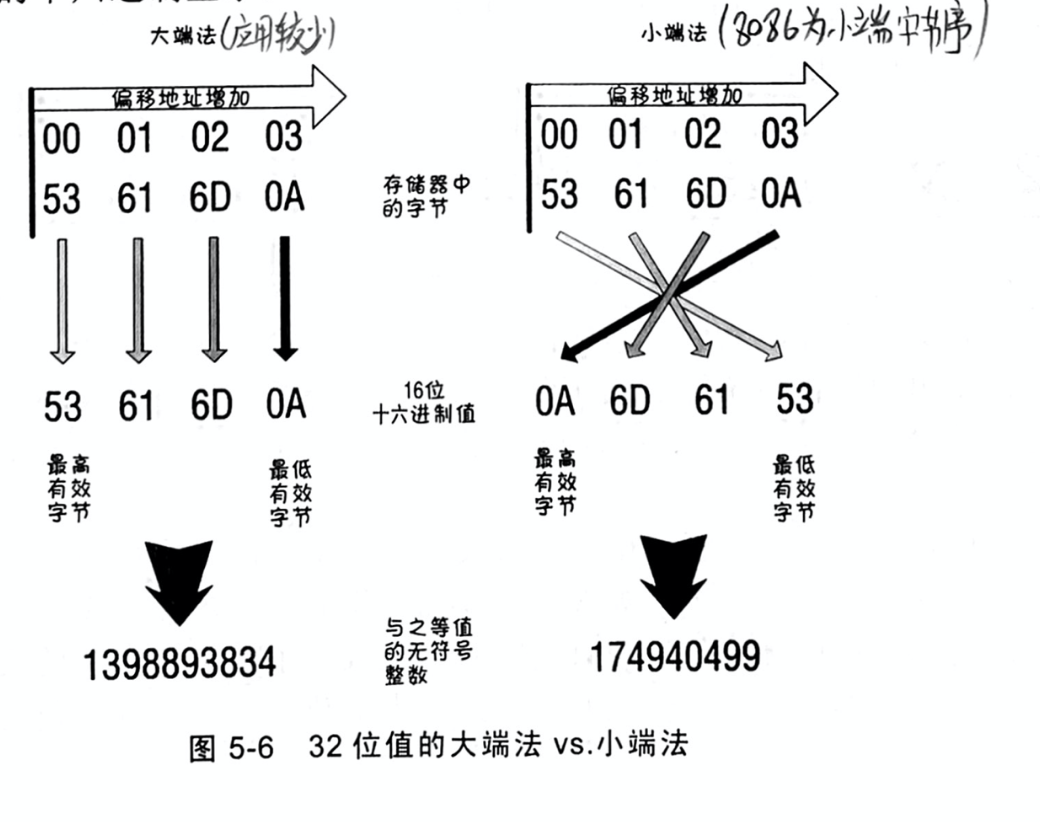 大端法(应用较少)
小端法(8086为小端字节序)
偏移地址增加
偏移地址增加
00 01 02 03
00 01 02 03
53 61 6D 0A
存储器中
的字节
53 61 6D 0A
53 61 6D 0A
16位
十六进制值
0A 6D 61 53
最高
有效
字节
最低
有效
字节
最高
有效
字节
最低
有效
字节
1398893834
与之等值
的无符号
整数
174940499
图 5-6 32 位值的大端法 vs.小端法